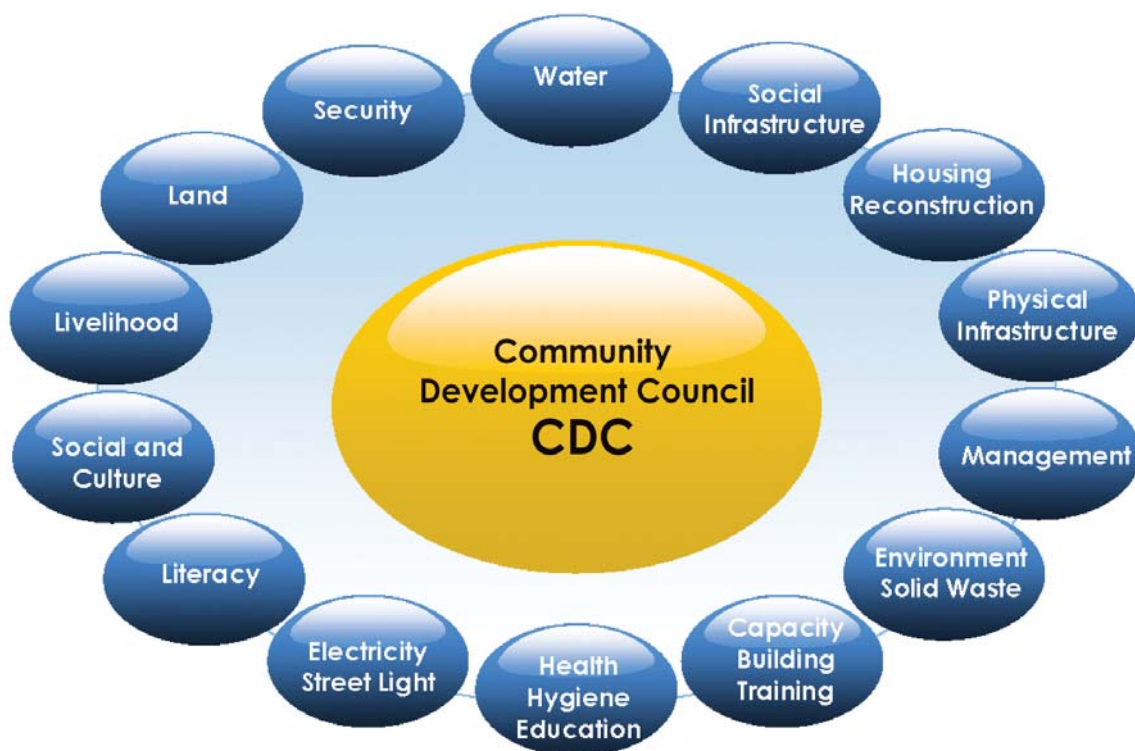 Water
Social
Infrastructure
Housing
Reconstruction
Physical
Infrastructure
Management
Environment
Solid Waste
Capacity
Building
Training
Health
Hygiene
Education
Electricity
Street Light
Literacy
Social and
Culture
Livelihood
Land
Security
Community
Development Council
CDC